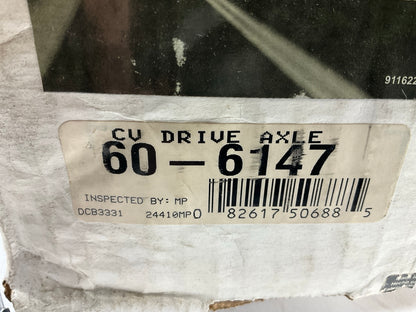 911622
CV DRIVE AXLE
60-6147
INSPECTED BY: MP
DCB3331 24410MP
0 82617 50688 5